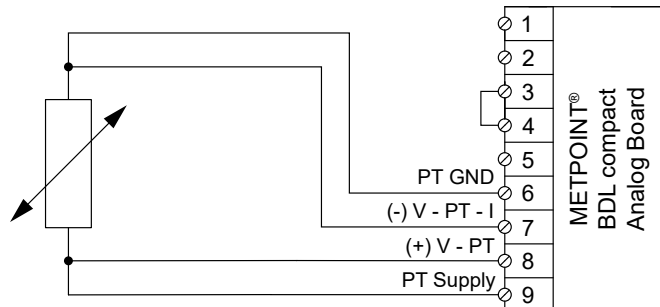 1
2
3
4
5
PT GND 6
(-) V - PT - I 7
(+) V - PT 8
PT Supply 9
METPOINT®
BDL compact
Analog Board